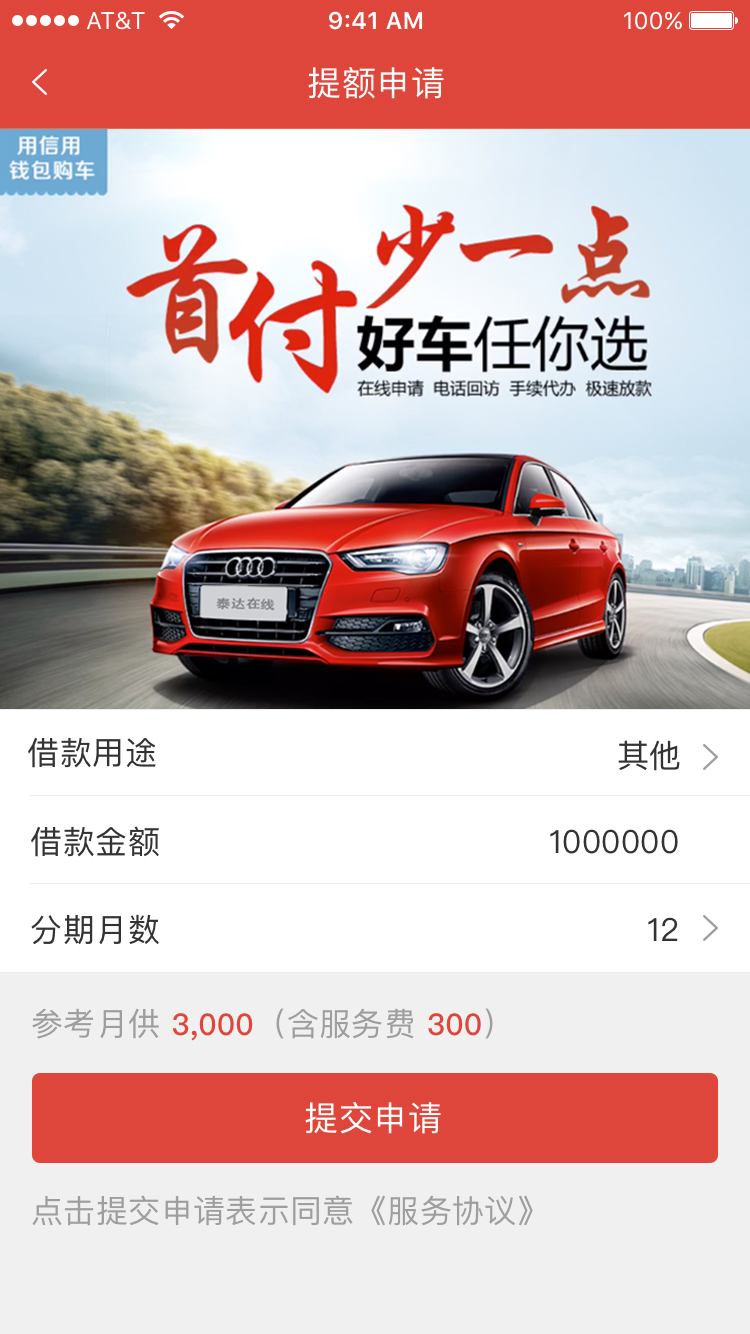 AT&T 9:41 AM 100%
提额申请
用信用
钱包购车
首付少一点
好车任你选
在线申请 电话回访 手续代办 极速放款
泰达在线
借款用途 其他
借款金额 1000000
分期月数 12
参考月供 3,000（含服务费 300）
提交申请
点击提交申请表示同意《服务协议》